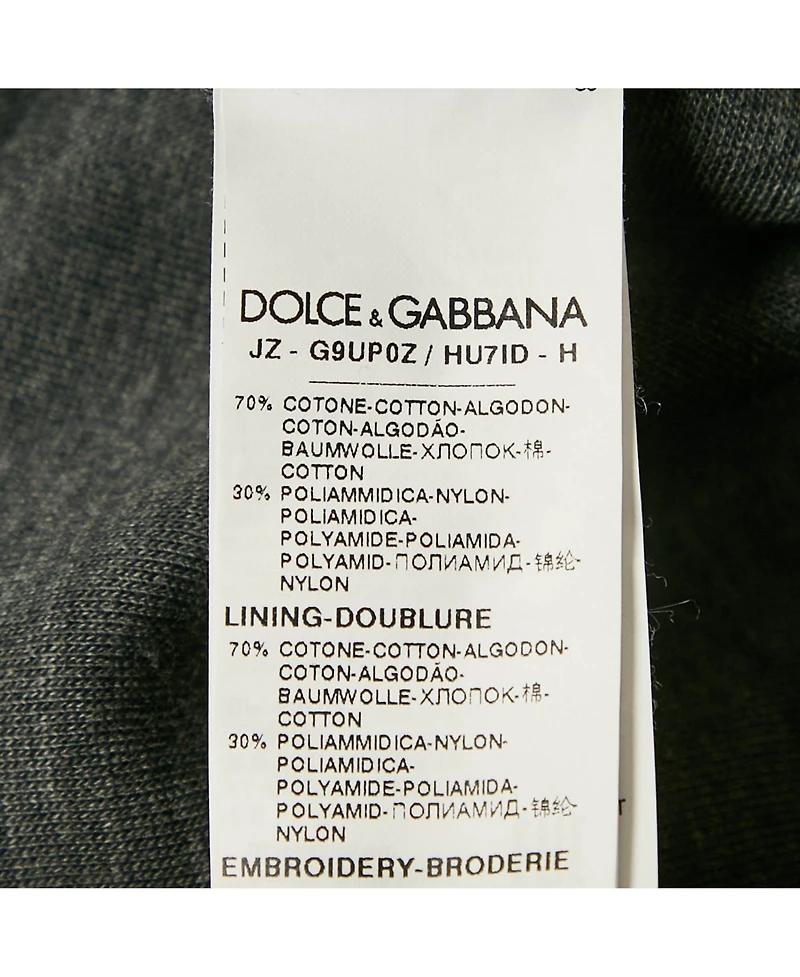 DOLCE & GABBANA
JZ - G9UP0Z / HU7ID - H
70% COTONE-COTTON-ALGODON-
COTON-ALGODÃO-
BAUMWOLLE-ХЛОПОК-棉-
COTTON
30% POLIAMMIDICA-NYLON-
POLIAMIDICA-
POLYAMIDE-POLIAMIDA-
POLYAMID-ПОЛИАМИД-锦纶-
NYLON
LINING-DOUBLURE
70% COTONE-COTTON-ALGODON-
COTON-ALGODÃO-
BAUMWOLLE-ХЛОПОК-棉-
COTTON
30% POLIAMMIDICA-NYLON-
POLIAMIDICA-
POLYAMIDE-POLIAMIDA-
POLYAMID-ПОЛИАМИД-锦纶-
NYLON
EMBROIDERY-BRODERIE